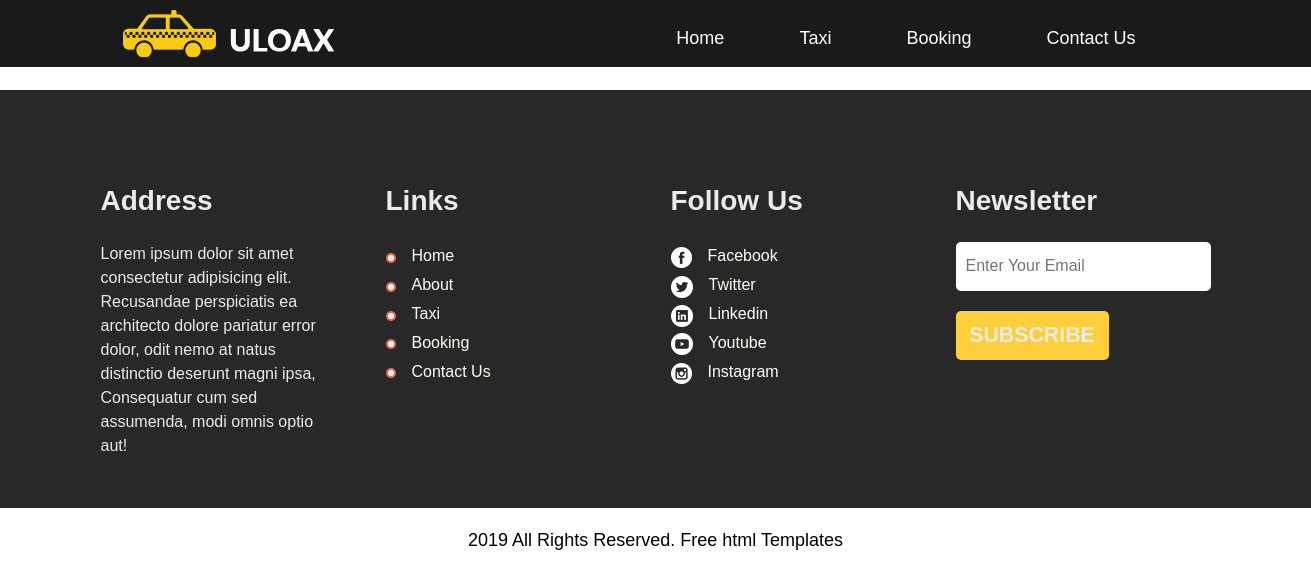 ULOAX
Home
Taxi
Booking
Contact Us
Address
Lorem ipsum dolor sit amet
consectetur adipisicing elit.
Recusandae perspiciatis ea
architecto dolore pariatur error
dolor, odit nemo at natus
distinctio deserunt magni ipsa,
Consequatur cum sed
assumenda, modi omnis optio
aut!
Links
Home
About
Taxi
Booking
Contact Us
Follow Us
Facebook
Twitter
Linkedin
Youtube
Instagram
Newsletter
Enter Your Email
SUBSCRIBE
2019 All Rights Reserved. Free html Templates